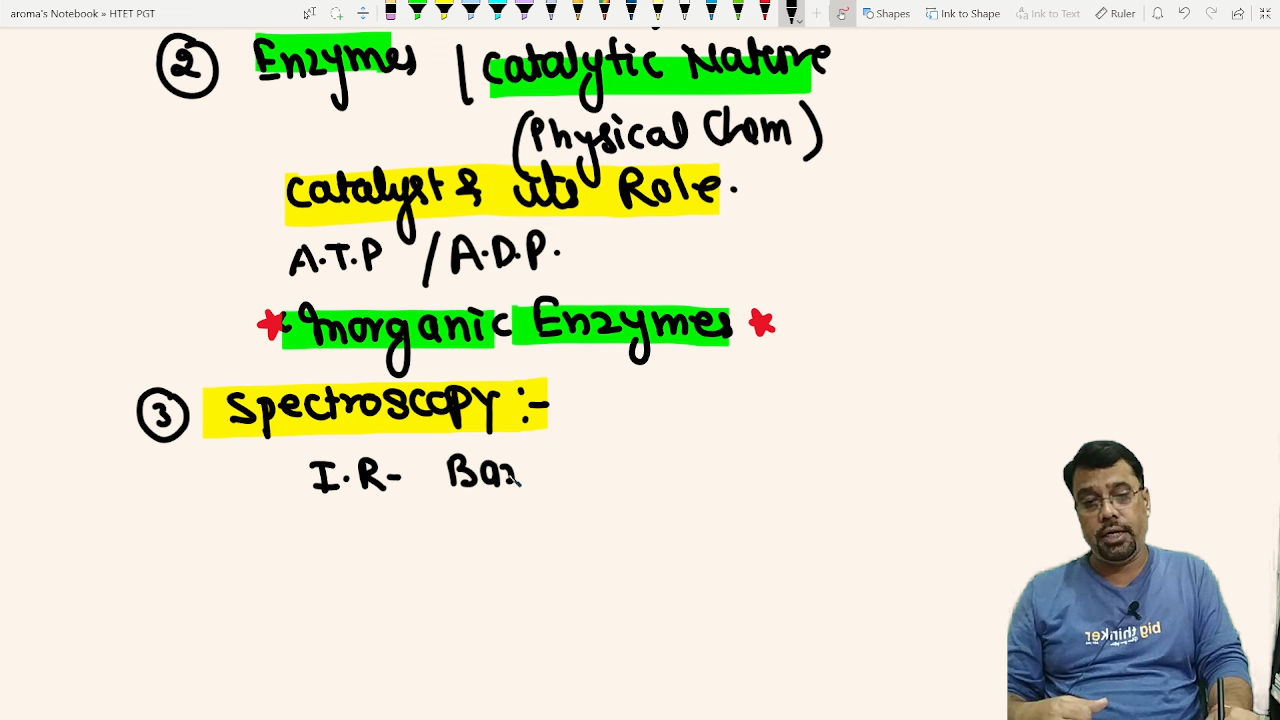 aroma's Notebook » HTET PGT
Shapes Ink to Shape Ink to Text Ruler
② Enzymes / Catalytic Nature
(Physical Chem)
Catalyst & its Role.
A.T.P / A.D.P.
* Inorganic Enzymes *
③ Spectroscopy :-
I.R-
big thinker